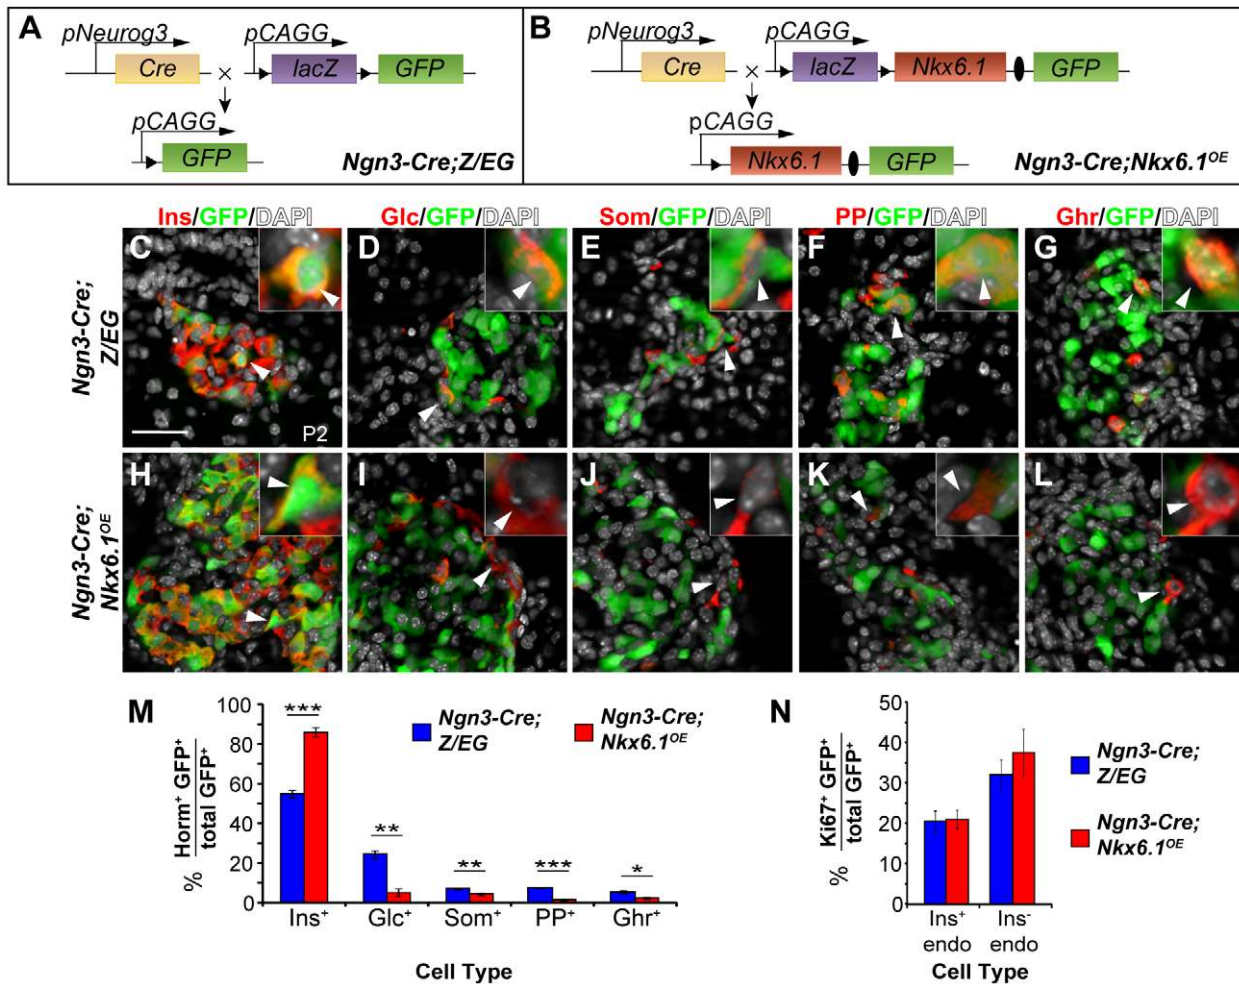 A
pNeurog3
pCAGG
Cre
×
lacZ
GFP
pCAGG
GFP
Ngn3-Cre;Z/EG
B
pNeurog3
pCAGG
Cre
×
lacZ
Nkx6.1
GFP
pCAGG
Nkx6.1
GFP
Ngn3-Cre;Nkx6.1OE
Ins/GFP/DAPI
Glc/GFP/DAPI
Som/GFP/DAPI
PP/GFP/DAPI
Ghr/GFP/DAPI
Ngn3-Cre;
Z/EG
C
D
E
F
G
P2
Ngn3-Cre;
Nkx6.1OE
H
I
J
K
L
M
% Horm+ GFP+
total GFP+
100
80
60
40
20
0
***
**
**
***
*
Ngn3-Cre;
Z/EG
Ngn3-Cre;
Nkx6.1OE
Ins+
Glc+
Som+
PP+
Ghr+
Cell Type
N
% Ki67+ GFP+
total GFP+
50
40
30
20
10
0
Ngn3-Cre;
Z/EG
Ngn3-Cre;
Nkx6.1OE
Ins+
endo
Ins-
endo
Cell Type